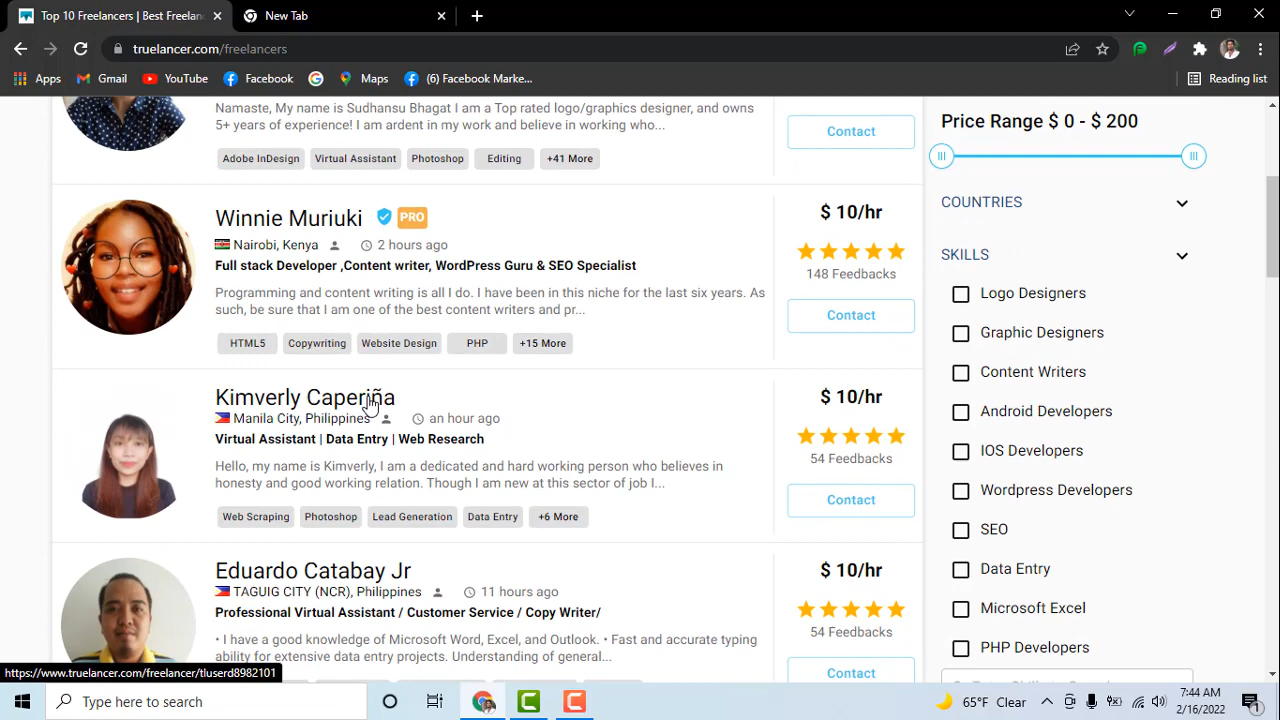 Top 10 Freelancers | Best Freelanc
New Tab
truelancer.com/freelancers
Apps
Gmail
YouTube
Facebook
Maps
(6) Facebook Marke...
Reading list
Namaste, My name is Sudhansu Bhagat I am a Top rated logo/graphics designer, and owns
5+ years of experience! I am ardent in my work and believe in working who...
Adobe InDesign
Virtual Assistant
Photoshop
Editing
+41 More
Contact
Winnie Muriuki
PRO
Nairobi, Kenya
2 hours ago
Full stack Developer ,Content writer, WordPress Guru & SEO Specialist
Programming and content writing is all I do. I have been in this niche for the last six years. As
such, be sure that I am one of the best content writers and pr...
HTML5
Copywriting
Website Design
PHP
+15 More
$ 10/hr
148 Feedbacks
Contact
Kimverly Caperiña
Manila City, Philippines
an hour ago
Virtual Assistant | Data Entry | Web Research
Hello, my name is Kimverly, I am a dedicated and hard working person who believes in
honesty and good working relation. Though I am new at this sector of job I...
Web Scraping
Photoshop
Lead Generation
Data Entry
+6 More
$ 10/hr
54 Feedbacks
Contact
Eduardo Catabay Jr
TAGUIG CITY (NCR), Philippines
11 hours ago
Professional Virtual Assistant / Customer Service / Copy Writer/
• I have a good knowledge of Microsoft Word, Excel, and Outlook. • Fast and accurate typing
ability for extensive data entry projects. Understanding of general...
$ 10/hr
54 Feedbacks
Contact
Price Range $ 0 - $ 200
COUNTRIES
SKILLS
Logo Designers
Graphic Designers
Content Writers
Android Developers
IOS Developers
Wordpress Developers
SEO
Data Entry
Microsoft Excel
PHP Developers
https://www.truelancer.com/freelancer/tluserd8982101
Type here to search
65°F Clear
7:44 AM
2/16/2022
1